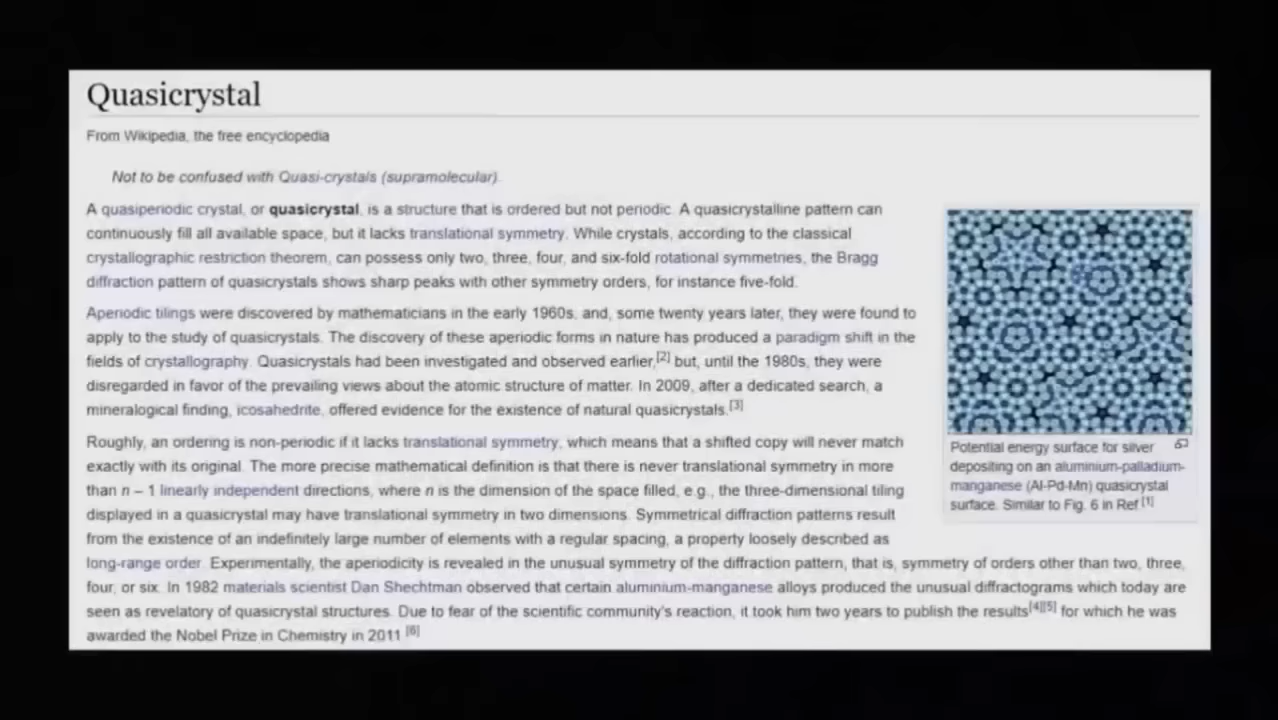 Quasicrystal
From Wikipedia, the free encyclopedia
Not to be confused with Quasi-crystals (supramolecular).
A quasiperiodic crystal, or quasicrystal, is a structure that is ordered but not periodic. A quasicrystalline pattern can
continuously fill all available space, but it lacks translational symmetry. While crystals, according to the classical
crystallographic restriction theorem, can possess only two, three, four, and six-fold rotational symmetries, the Bragg
diffraction pattern of quasicrystals shows sharp peaks with other symmetry orders, for instance five-fold.
Aperiodic tilings were discovered by mathematicians in the early 1960s, and, some twenty years later, they were found to
apply to the study of quasicrystals. The discovery of these aperiodic forms in nature has produced a paradigm shift in the
fields of crystallography. Quasicrystals had been investigated and observed earlier,[2] but, until the 1980s, they were
disregarded in favor of the prevailing views about the atomic structure of matter. In 2009, after a dedicated search, a
mineralogical finding, icosahedrite, offered evidence for the existence of natural quasicrystals.[3]
Roughly, an ordering is non-periodic if it lacks translational symmetry, which means that a shifted copy will never match
exactly with its original. The more precise mathematical definition is that there is never translational symmetry in more
than n – 1 linearly independent directions, where n is the dimension of the space filled, e.g., the three-dimensional tiling
displayed in a quasicrystal may have translational symmetry in two dimensions. Symmetrical diffraction patterns result
from the existence of an indefinitely large number of elements with a regular spacing, a property loosely described as
long-range order. Experimentally, the aperiodicity is revealed in the unusual symmetry of the diffraction pattern, that is, symmetry of orders other than two, three,
four, or six. In 1982 materials scientist Dan Shechtman observed that certain aluminium-manganese alloys produced the unusual diffractograms which today are
seen as revelatory of quasicrystal structures. Due to fear of the scientific community's reaction, it took him two years to publish the results[4][5] for which he was
awarded the Nobel Prize in Chemistry in 2011.[6]
Potential energy surface for silver
depositing on an aluminium-palladium-
manganese (Al-Pd-Mn) quasicrystal
surface. Similar to Fig. 6 in Ref.[1]